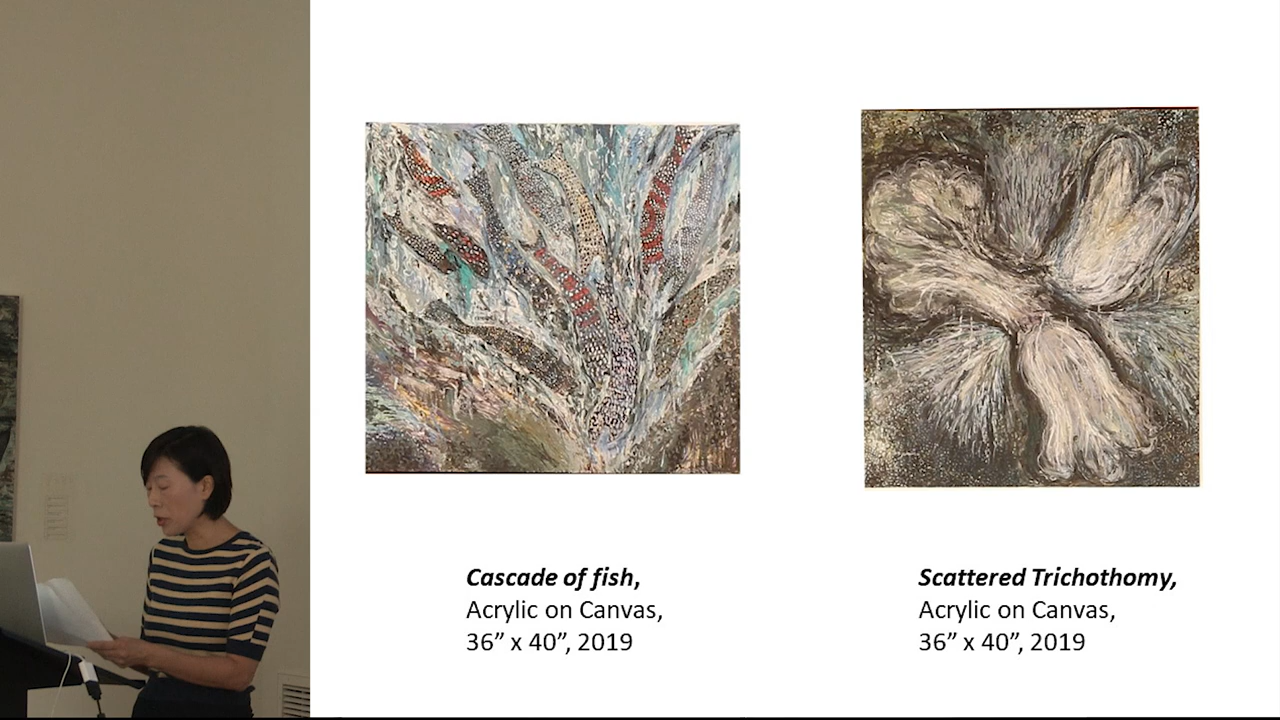 Cascade of fish,
Acrylic on Canvas,
36” x 40”, 2019
Scattered Trichothomy,
Acrylic on Canvas,
36” x 40”, 2019